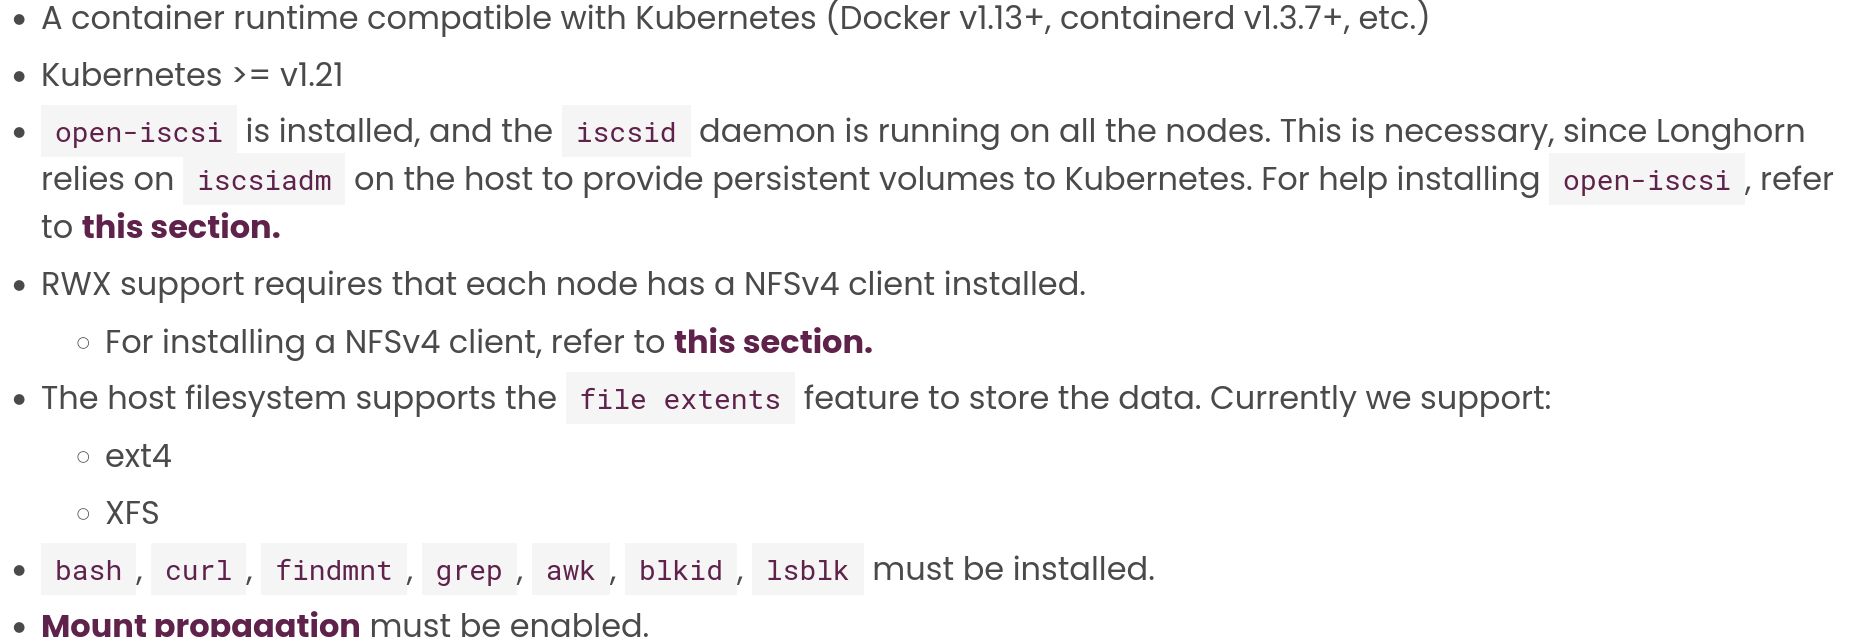 • A container runtime compatible with Kubernetes (Docker v1.13+, containerd v1.3.7+, etc.)
• Kubernetes >= v1.21
• open-iscsi is installed, and the iscsid daemon is running on all the nodes. This is necessary, since Longhorn
relies on iscsiadm on the host to provide persistent volumes to Kubernetes. For help installing open-iscsi, refer
to this section.
• RWX support requires that each node has a NFSv4 client installed.
◦ For installing a NFSv4 client, refer to this section.
• The host filesystem supports the file extents feature to store the data. Currently we support:
◦ ext4
◦ XFS
• bash, curl, findmnt, grep, awk, blkid, lsblk must be installed.
• Mount propagation must be enabled.